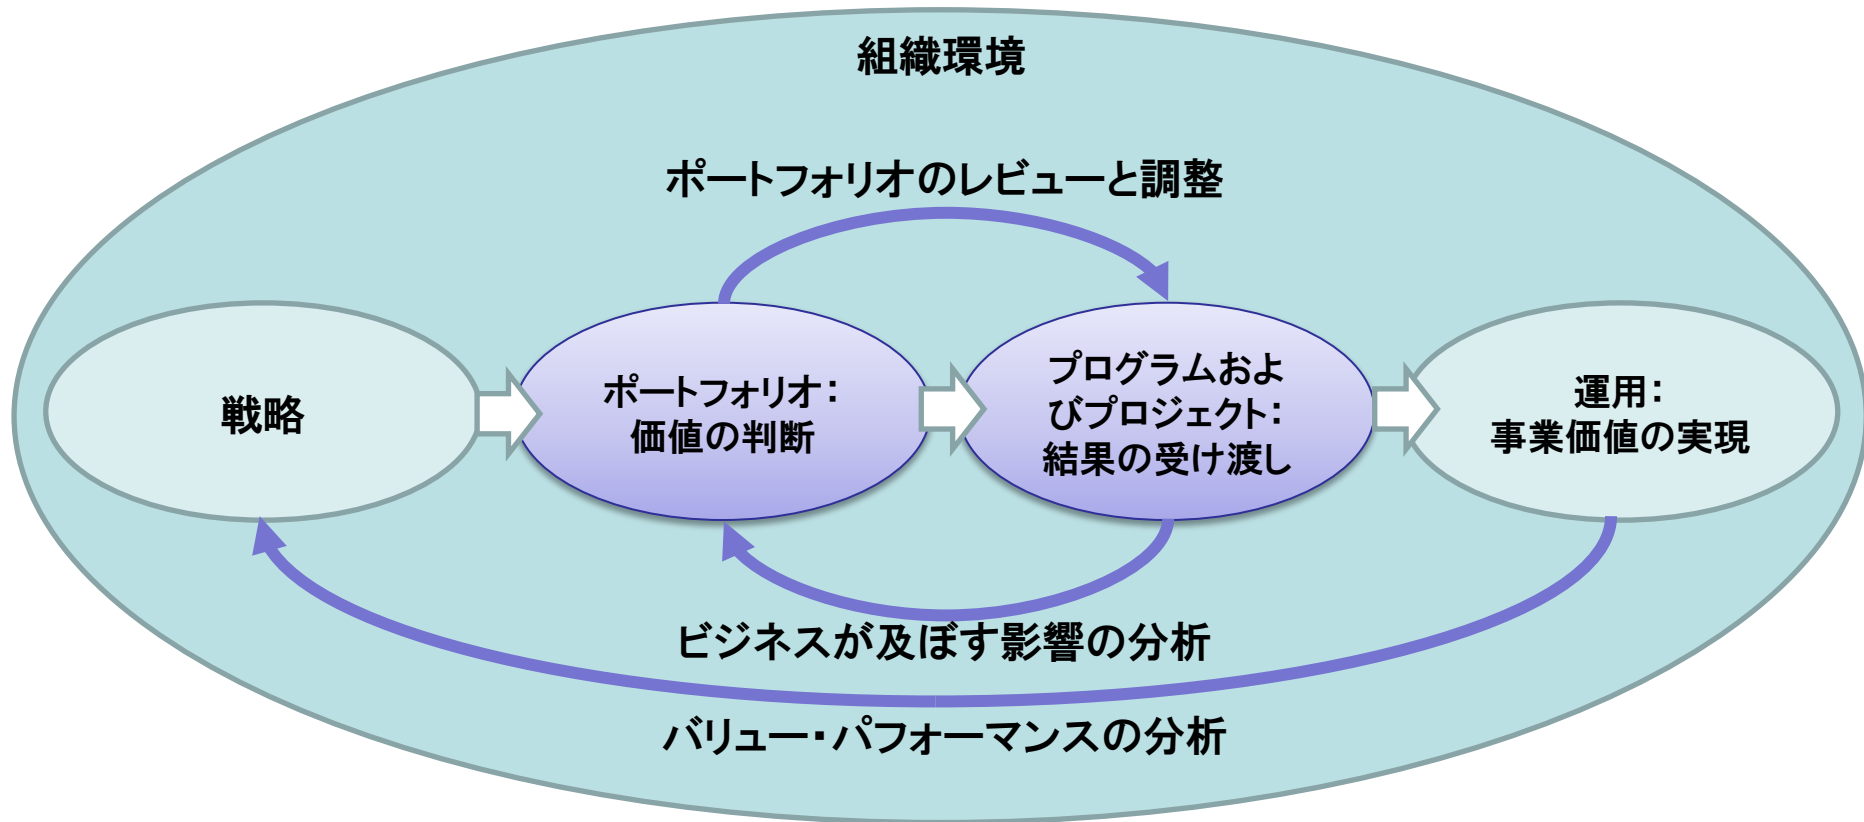 組織環境
ポートフォリオのレビューと調整
戦略
ポートフォリオ：
価値の判断
プログラムおよ
びプロジェクト：
結果の受け渡し
運用：
事業価値の実現
ビジネスが及ぼす影響の分析
バリュー・パフォーマンスの分析